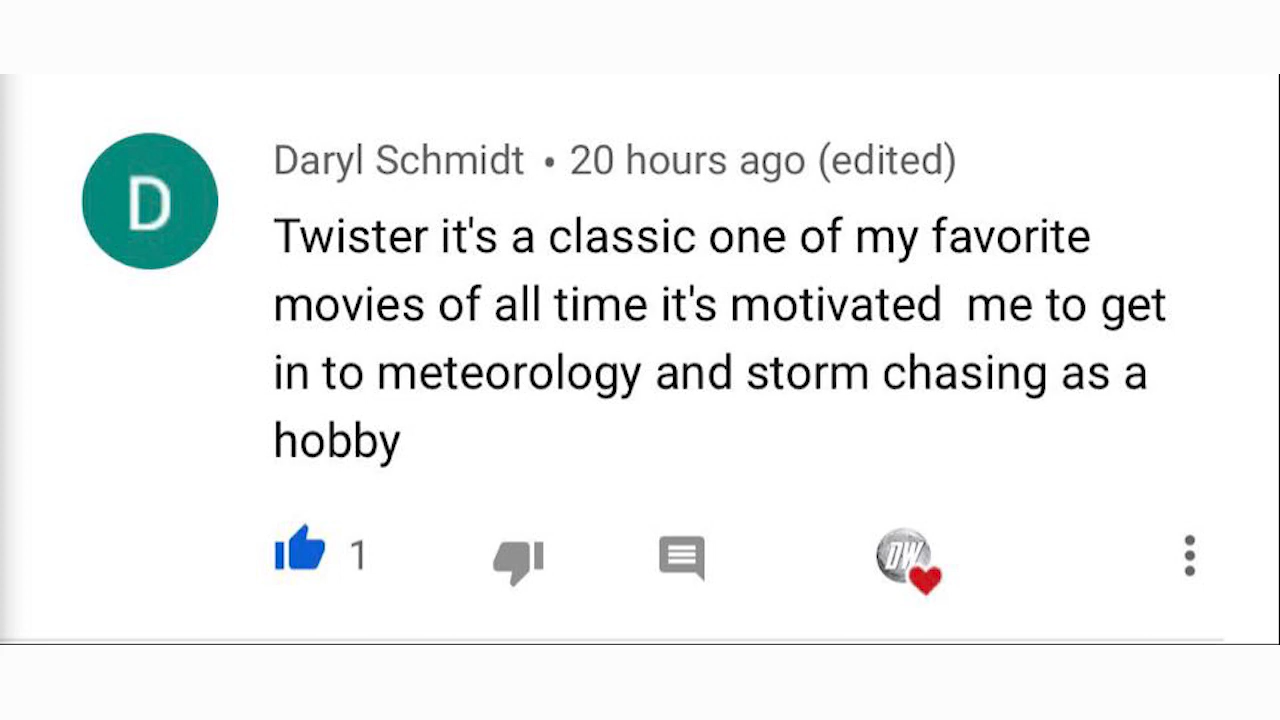 D
Daryl Schmidt • 20 hours ago (edited)
Twister it's a classic one of my favorite
movies of all time it's motivated  me to get
in to meteorology and storm chasing as a
hobby
1
DW